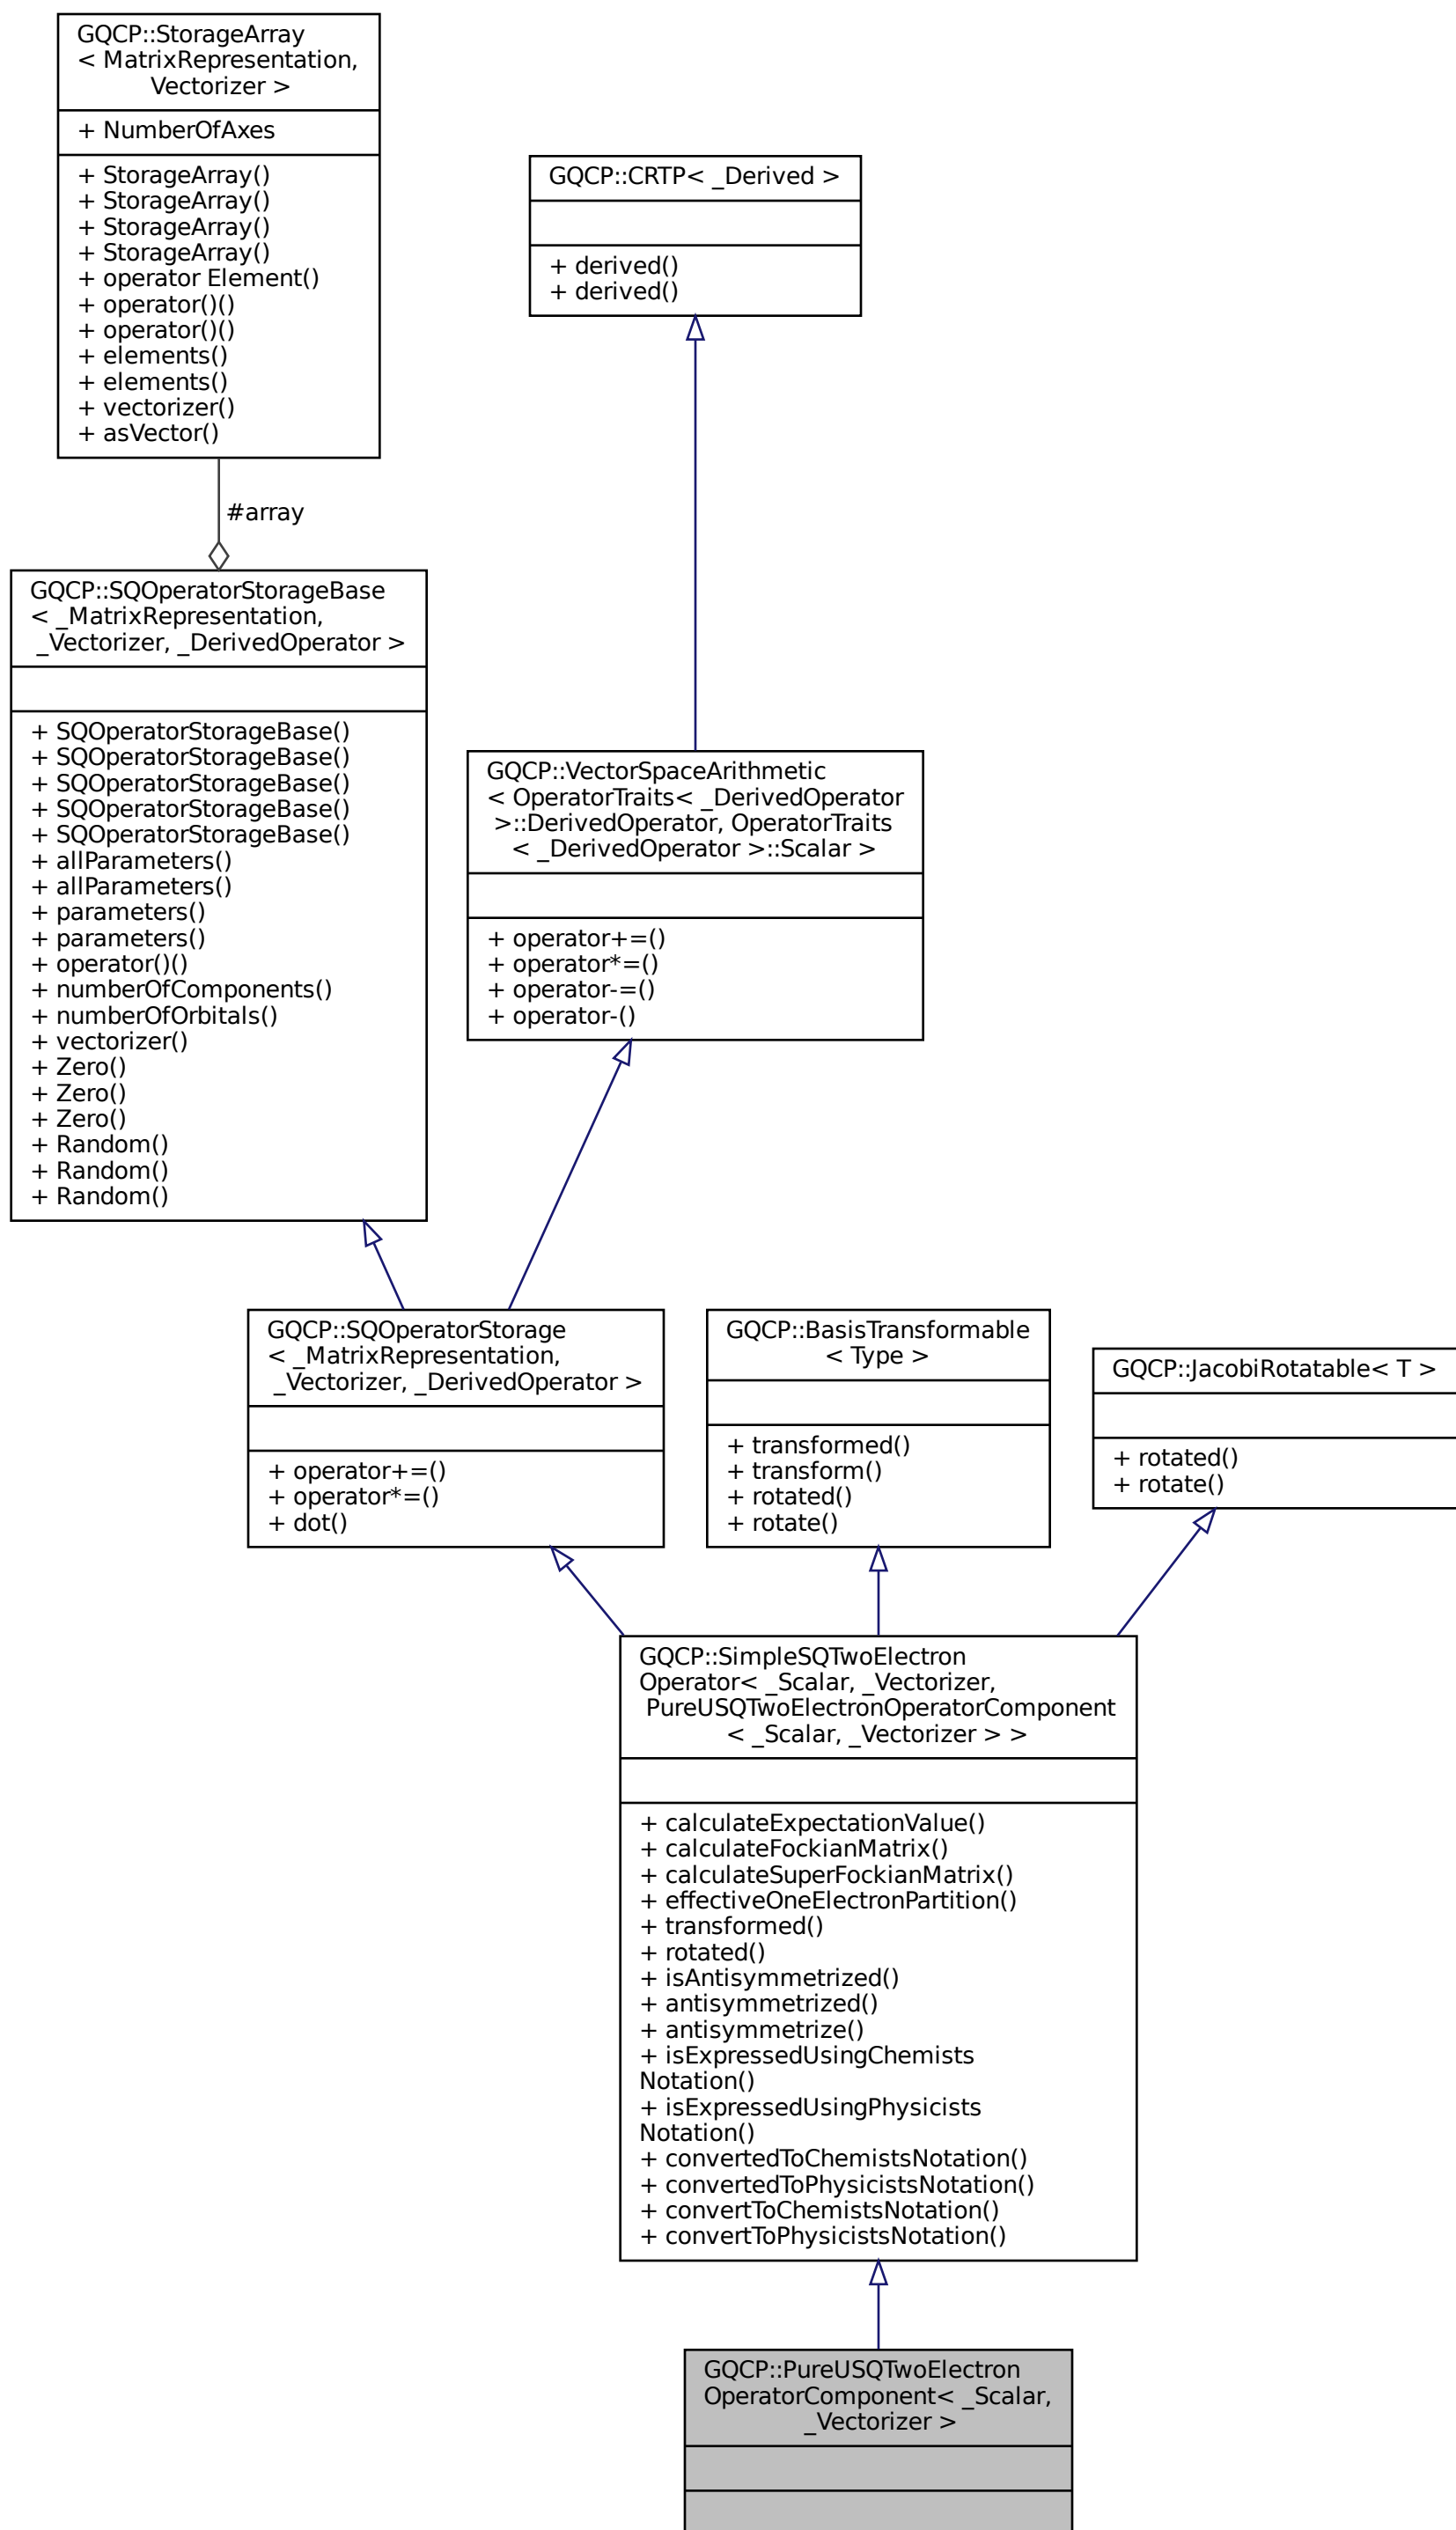 GQCP::StorageArray
< MatrixRepresentation,
Vectorizer >
+ NumberOfAxes
+ StorageArray()
+ StorageArray()
+ StorageArray()
+ StorageArray()
+ operator Element()
+ operator()()
+ operator()()
+ elements()
+ elements()
+ vectorizer()
+ asVector()
GQCP::CRTP< _Derived >
+ derived()
+ derived()
#array
GQCP::SQOperatorStorageBase
< _MatrixRepresentation,
_Vectorizer, _DerivedOperator >
+ SQOperatorStorageBase()
+ SQOperatorStorageBase()
+ SQOperatorStorageBase()
+ SQOperatorStorageBase()
+ SQOperatorStorageBase()
+ allParameters()
+ allParameters()
+ parameters()
+ parameters()
+ operator()()
+ numberOfComponents()
+ numberOfOrbitals()
+ vectorizer()
+ Zero()
+ Zero()
+ Zero()
+ Random()
+ Random()
+ Random()
GQCP::VectorSpaceArithmetic
< OperatorTraits< _DerivedOperator
>::DerivedOperator, OperatorTraits
< _DerivedOperator >::Scalar >
+ operator+=()
+ operator*=()
+ operator-=()
+ operator-()
GQCP::SQOperatorStorage
< _MatrixRepresentation,
_Vectorizer, _DerivedOperator >
+ operator+=()
+ operator*=()
+ dot()
GQCP::BasisTransformable
< Type >
+ transformed()
+ transform()
+ rotated()
+ rotate()
GQCP::JacobiRotatable< T >
+ rotated()
+ rotate()
GQCP::SimpleSQTwoElectron
Operator< _Scalar, _Vectorizer,
PureUSQTwoElectronOperatorComponent
< _Scalar, _Vectorizer > >
+ calculateExpectationValue()
+ calculateFockianMatrix()
+ calculateSuperFockianMatrix()
+ effectiveOneElectronPartition()
+ transformed()
+ rotated()
+ isAntisymmetrized()
+ antisymmetrized()
+ antisymmetrize()
+ isExpressedUsingChemists
Notation()
+ isExpressedUsingPhysicists
Notation()
+ convertedToChemistsNotation()
+ convertedToPhysicistsNotation()
+ convertToChemistsNotation()
+ convertToPhysicistsNotation()
GQCP::PureUSQTwoElectron
OperatorComponent< _Scalar,
_Vectorizer >